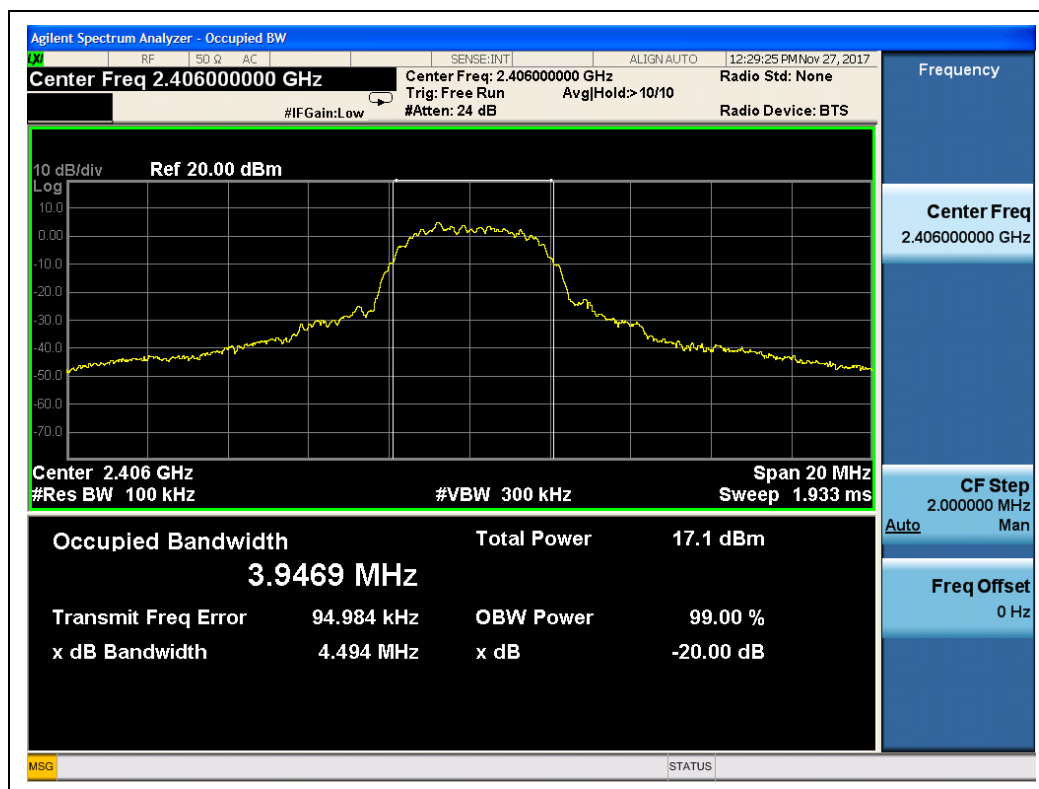 Agilent Spectrum Analyzer - Occupied BW
LXI RF 50 Ω AC SENSE:INT ALIGN AUTO 12:29:25 PM Nov 27, 2017
Center Freq 2.406000000 GHz
#IFGain:Low
Center Freq: 2.406000000 GHz
Trig: Free Run Avg|Hold:> 10/10
#Atten: 24 dB
Radio Std: None
Radio Device: BTS
10 dB/div Ref 20.00 dBm
Log
10.0
0.00
-10.0
-20.0
-30.0
-40.0
-50.0
-60.0
-70.0
Center 2.406 GHz Span 20 MHz
#Res BW 100 kHz #VBW 300 kHz Sweep 1.933 ms
Occupied Bandwidth Total Power 17.1 dBm
3.9469 MHz
Transmit Freq Error 94.984 kHz OBW Power 99.00 %
x dB Bandwidth 4.494 MHz x dB -20.00 dB
Frequency
Center Freq
2.406000000 GHz
CF Step
2.000000 MHz
Auto Man
Freq Offset
0 Hz
MSG STATUS